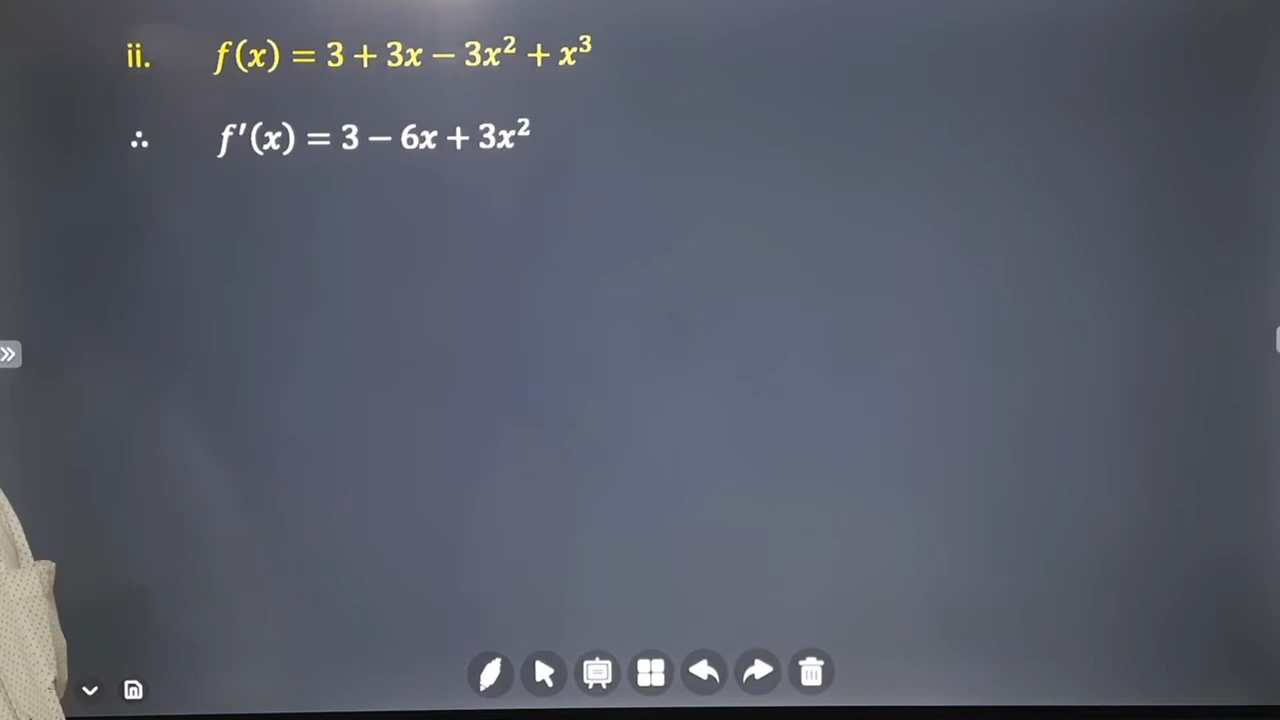 ii. f(x) = 3 + 3x − 3x² + x³
∴ f'(x) = 3 − 6x + 3x²